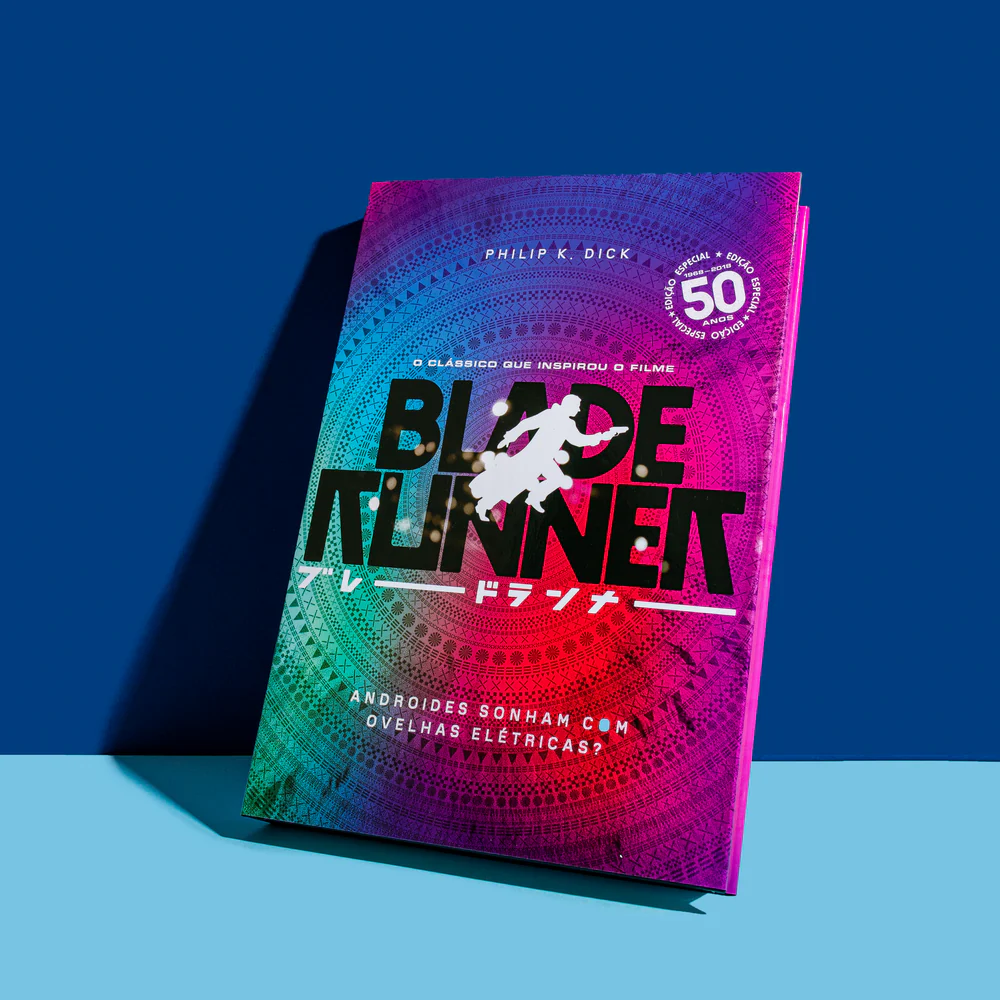 PHILIP K. DICK
EDIÇÃO ESPECIAL ★ EDIÇÃO ESPECIAL ★ EDIÇÃO ESPECIAL ★
1968–2018
50
ANOS
O CLÁSSICO QUE INSPIROU O FILME
BLADE
RUNNER
ブレードランナー
ANDROIDES SONHAM COM
OVELHAS ELÉTRICAS?